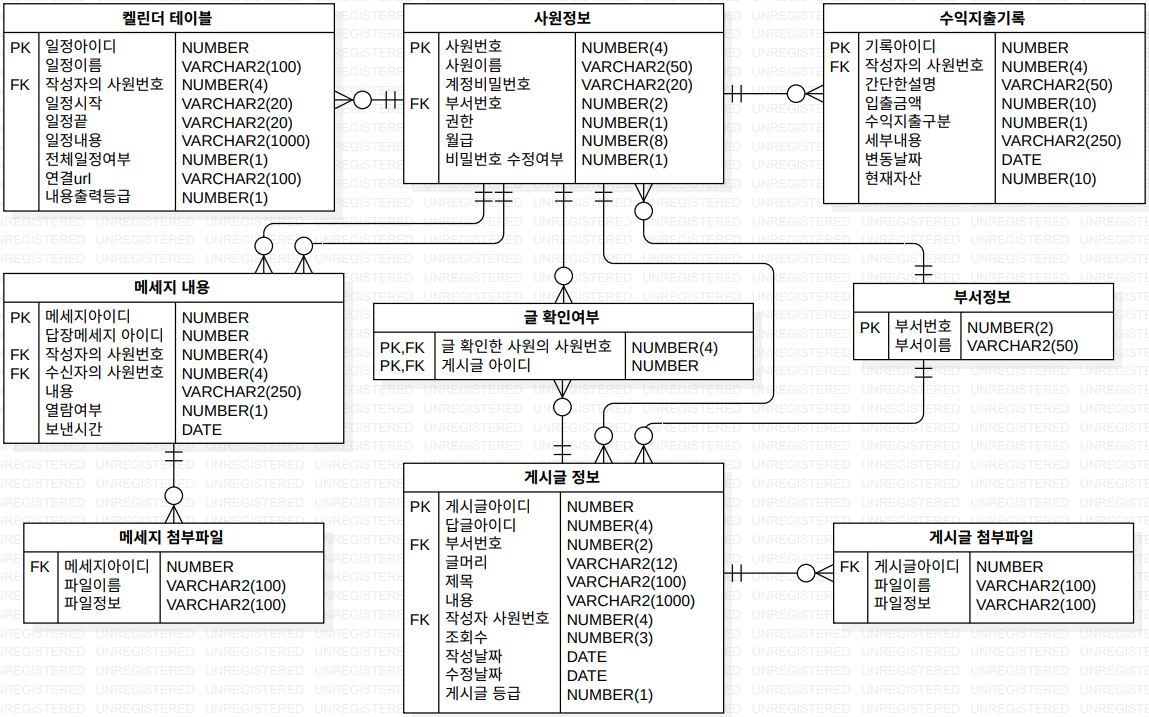 켈린더 테이블
PK 일정아이디 NUMBER
일정이름 VARCHAR2(100)
FK 작성자의 사원번호 NUMBER(4)
일정시작 VARCHAR2(20)
일정끝 VARCHAR2(20)
일정내용 VARCHAR2(1000)
전체일정여부 NUMBER(1)
연결url VARCHAR2(100)
내용출력등급 NUMBER(1)
사원정보
PK 사원번호 NUMBER(4)
사원이름 VARCHAR2(50)
계정비밀번호 VARCHAR2(20)
FK 부서번호 NUMBER(2)
권한 NUMBER(1)
월급 NUMBER(8)
비밀번호 수정여부 NUMBER(1)
수익지출기록
PK 기록아이디 NUMBER
FK 작성자의 사원번호 NUMBER(4)
간단한설명 VARCHAR2(50)
입출금액 NUMBER(10)
수익지출구분 NUMBER(1)
세부내용 VARCHAR2(250)
변동날짜 DATE
현재자산 NUMBER(10)
메세지 내용
PK 메세지아이디 NUMBER
답장메세지 아이디 NUMBER
FK 작성자의 사원번호 NUMBER(4)
FK 수신자의 사원번호 NUMBER(4)
내용 VARCHAR2(250)
열람여부 NUMBER(1)
보낸시간 DATE
글 확인여부
PK,FK 글 확인한 사원의 사원번호 NUMBER(4)
PK,FK 게시글 아이디 NUMBER
부서정보
PK 부서번호 NUMBER(2)
부서이름 VARCHAR2(50)
메세지 첨부파일
FK 메세지아이디 NUMBER
파일이름 VARCHAR2(100)
파일정보 VARCHAR2(100)
게시글 정보
PK 게시글아이디 NUMBER
답글아이디 NUMBER(4)
FK 부서번호 NUMBER(2)
글머리 VARCHAR2(12)
제목 VARCHAR2(100)
내용 VARCHAR2(1000)
FK 작성자 사원번호 NUMBER(4)
조회수 NUMBER(3)
작성날짜 DATE
수정날짜 DATE
게시글 등급 NUMBER(1)
게시글 첨부파일
FK 게시글아이디 NUMBER
파일이름 VARCHAR2(100)
파일정보 VARCHAR2(100)